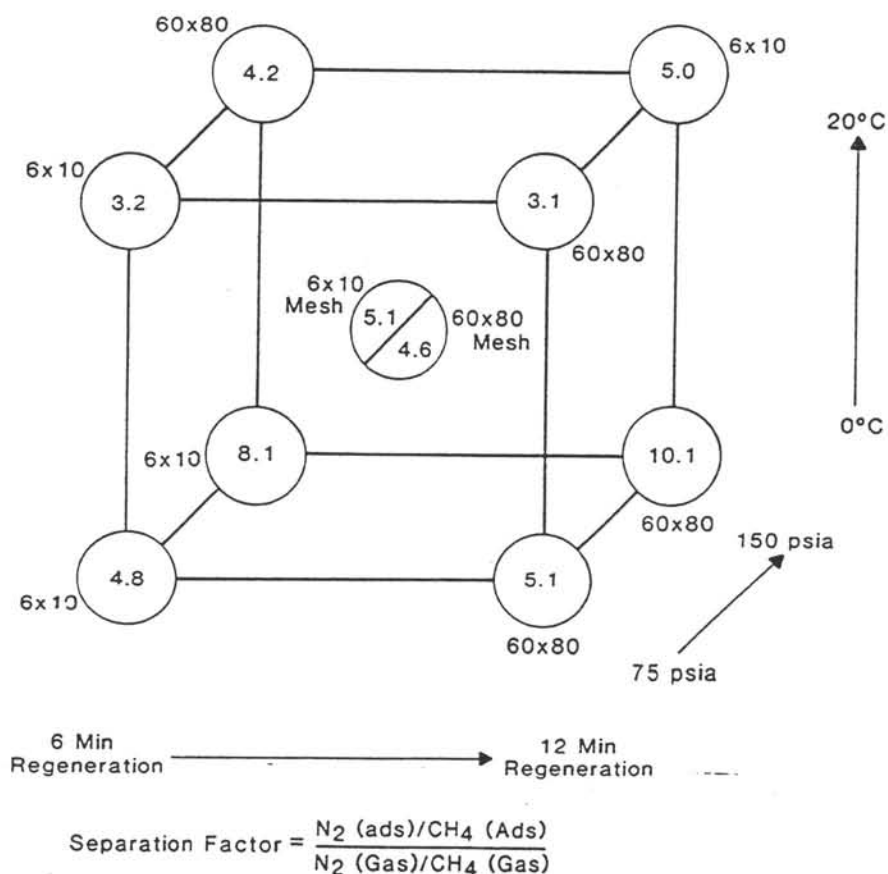 60x80
4.2
5.0
6x10
20°C
6x10
3.2
3.1
60x80
6x10
Mesh
5.1
4.6
60x80
Mesh
0°C
6x10
8.1
10.1
60x80
150 psia
4.8
6x10
5.1
60x80
75 psia
6 Min
Regeneration
12 Min
Regeneration
Separation Factor = N₂ (ads)/CH₄ (Ads)
N₂ (Gas)/CH₄ (Gas)